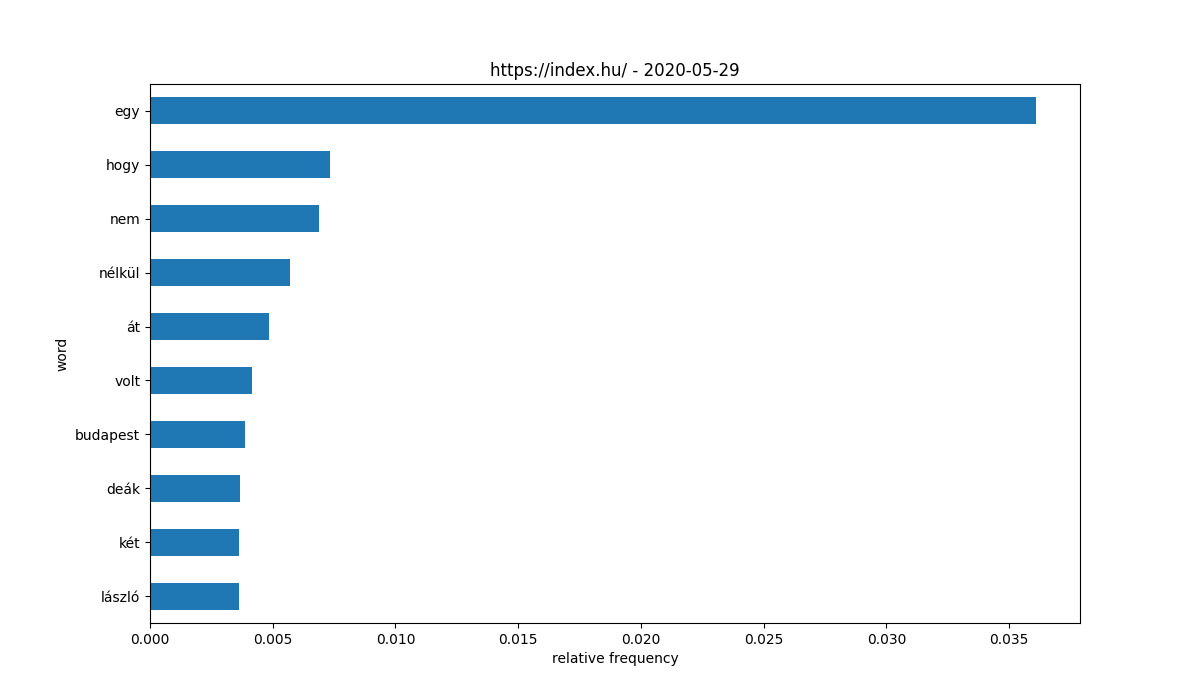 https://index.hu/ - 2020-05-29
egy
hogy
nem
nélkül
át
volt
budapest
deák
két
lászló
word
0.000 0.005 0.010 0.015 0.020 0.025 0.030 0.035
relative frequency